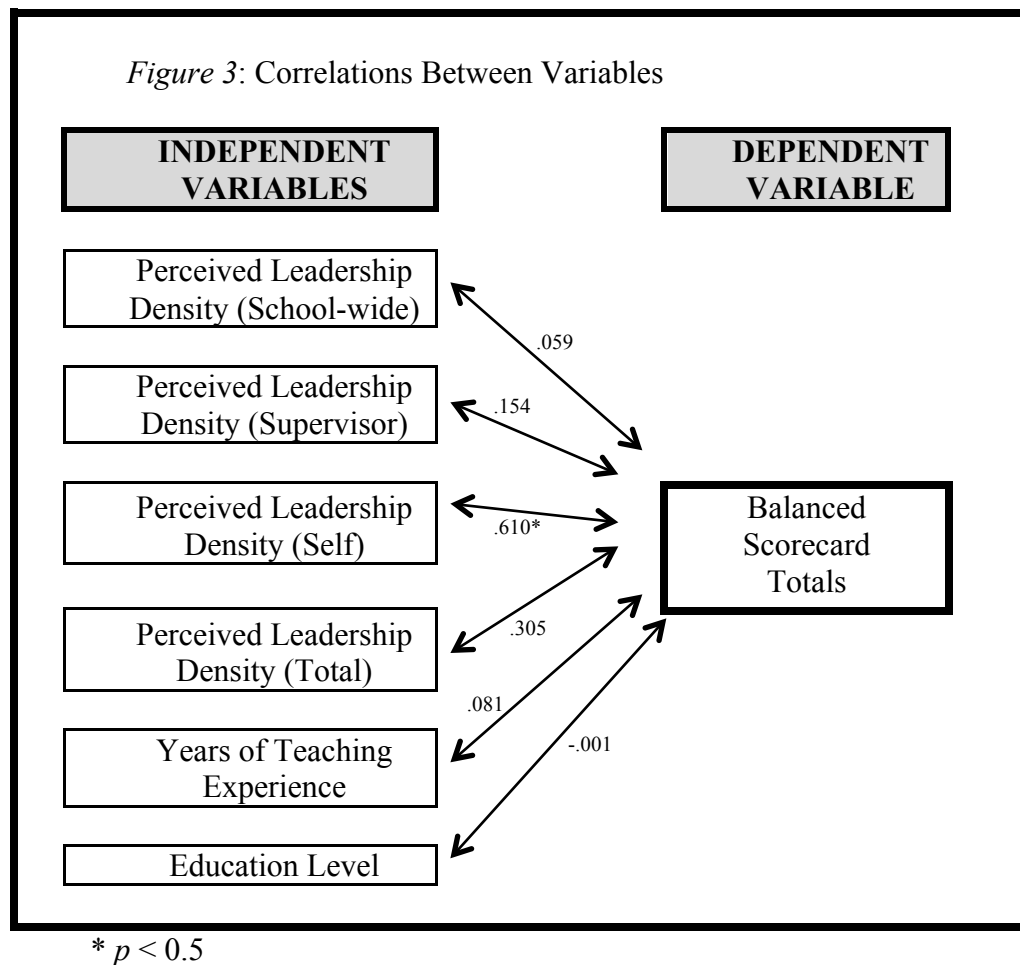 Figure 3: Correlations Between Variables
INDEPENDENT
VARIABLES
DEPENDENT
VARIABLE
Perceived Leadership
Density (School-wide)
.059
Perceived Leadership
Density (Supervisor)
.154
Perceived Leadership
Density (Self)
.610*
Balanced
Scorecard
Totals
Perceived Leadership
Density (Total)
.305
Years of Teaching
Experience
.081
Education Level
-.001
* p < 0.5